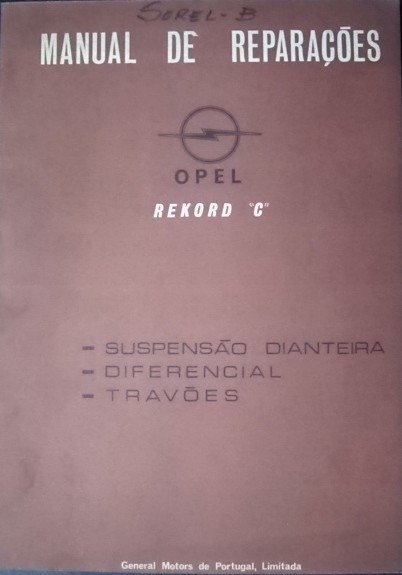 SOREL - B
MANUAL DE REPARAÇÕES
OPEL
REKORD "C"
- SUSPENSÃO DIANTEIRA
- DIFERENCIAL
- TRAVÕES
General Motors de Portugal, Limitada